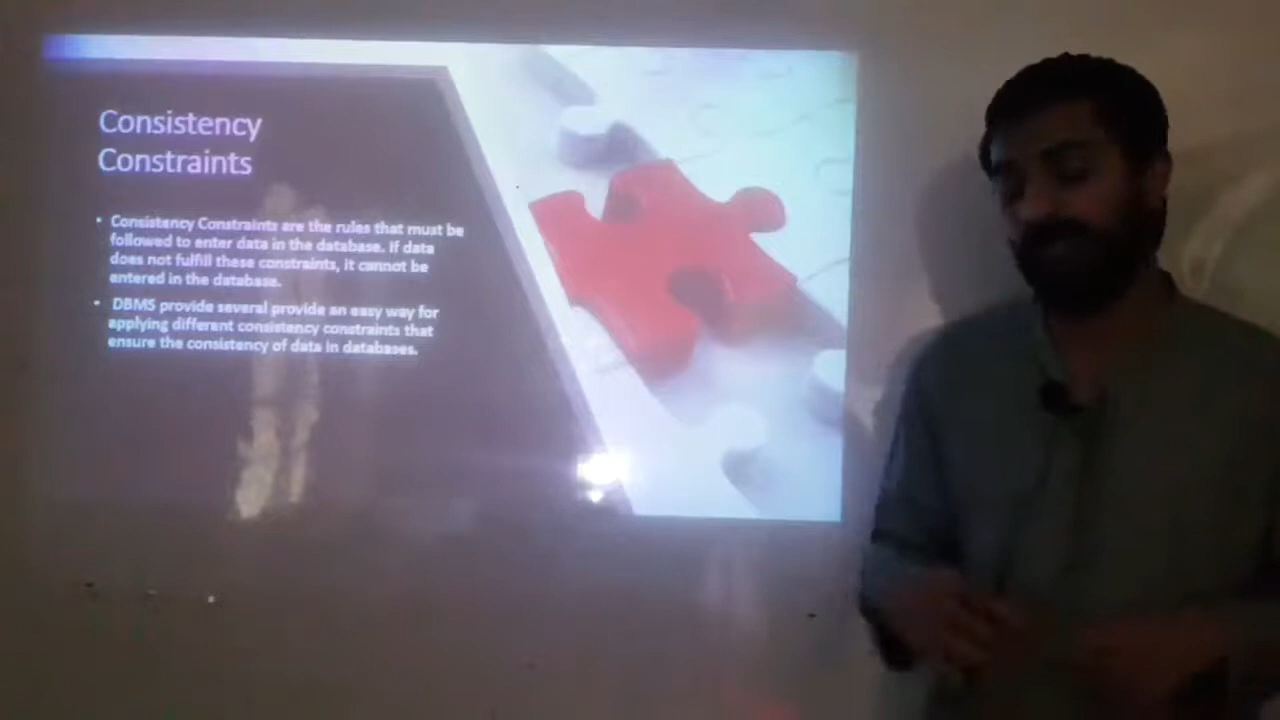 Consistency
Constraints
• Consistency Constraints are the rules that must be
followed to enter data in the database. If data
does not fulfill these constraints, it cannot be
entered in the database.
• DBMS provide several provide an easy way for
applying different consistency constraints that
ensure the consistency of data in databases.